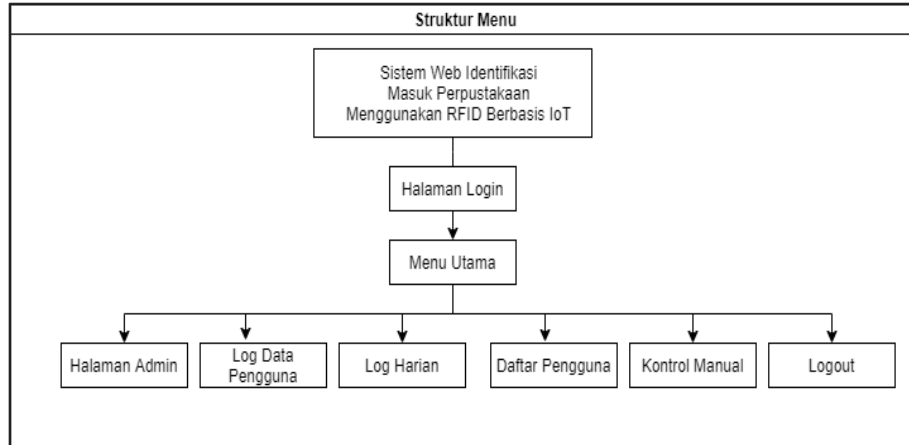 Struktur Menu
Sistem Web Identifikasi
Masuk Perpustakaan
Menggunakan RFID Berbasis IoT
Halaman Login
Menu Utama
Halaman Admin
Log Data
Pengguna
Log Harian
Daftar Pengguna
Kontrol Manual
Logout